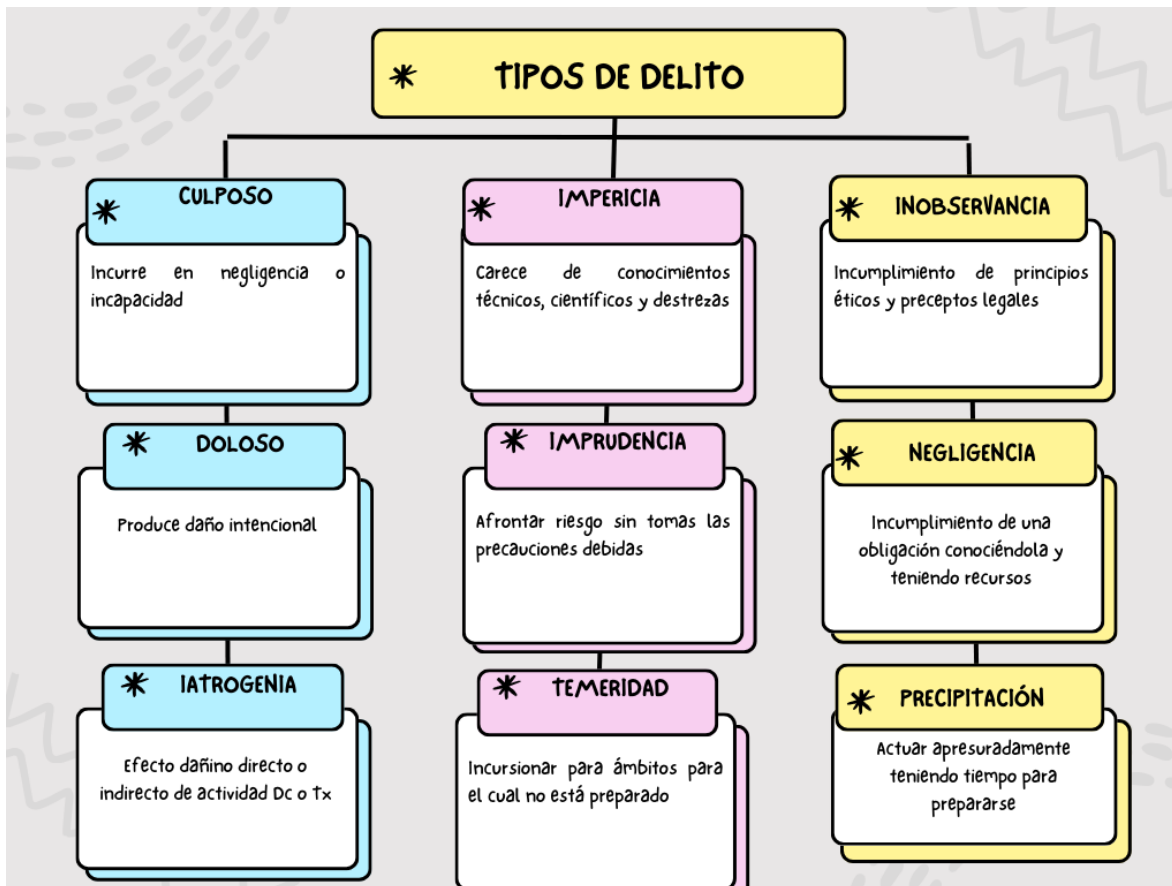 TIPOS DE DELITO
CULPOSO
Incurre en negligencia o
incapacidad
DOLOSO
Produce daño intencional
IATROGENIA
Efecto dañino directo o
indirecto de actividad Dc o Tx
IMPERICIA
Carece de conocimientos
técnicos, científicos y destrezas
IMPRUDENCIA
Afrontar riesgo sin tomas las
precauciones debidas
TEMERIDAD
Incursionar para ámbitos para
el cual no está preparado
INOBSERVANCIA
Incumplimiento de principios
éticos y preceptos legales
NEGLIGENCIA
Incumplimiento de una
obligación conociéndola y
teniendo recursos
PRECIPITACIÓN
Actuar apresuradamente
teniendo tiempo para
prepararse